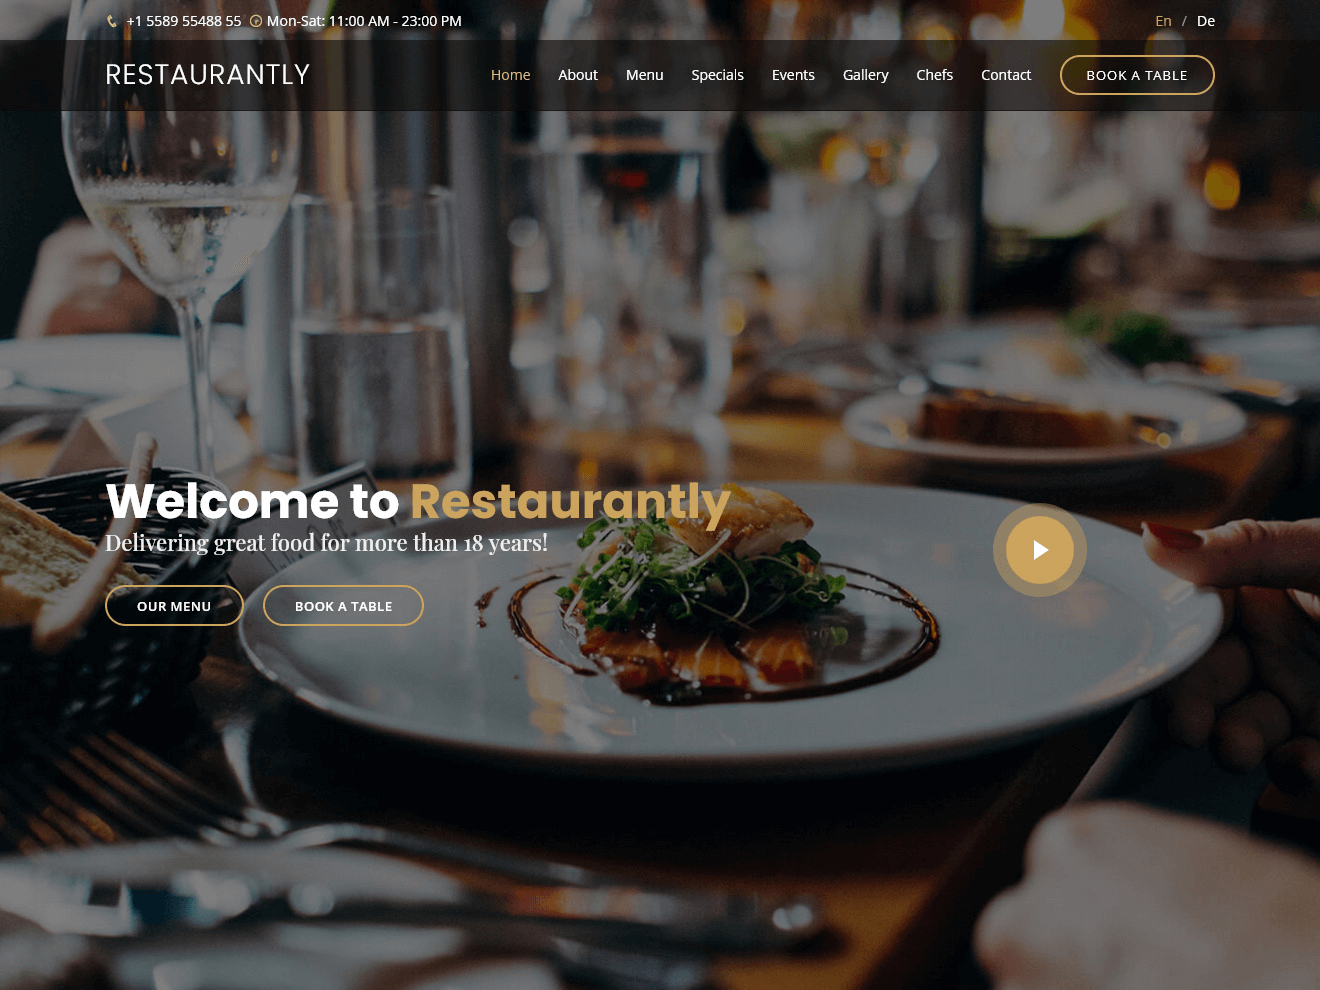 +1 5589 55488 55 Mon-Sat: 11:00 AM - 23:00 PM
En / De
RESTAURANTLY
Home About Menu Specials Events Gallery Chefs Contact BOOK A TABLE
Welcome to Restaurantly
Delivering great food for more than 18 years!
OUR MENU BOOK A TABLE